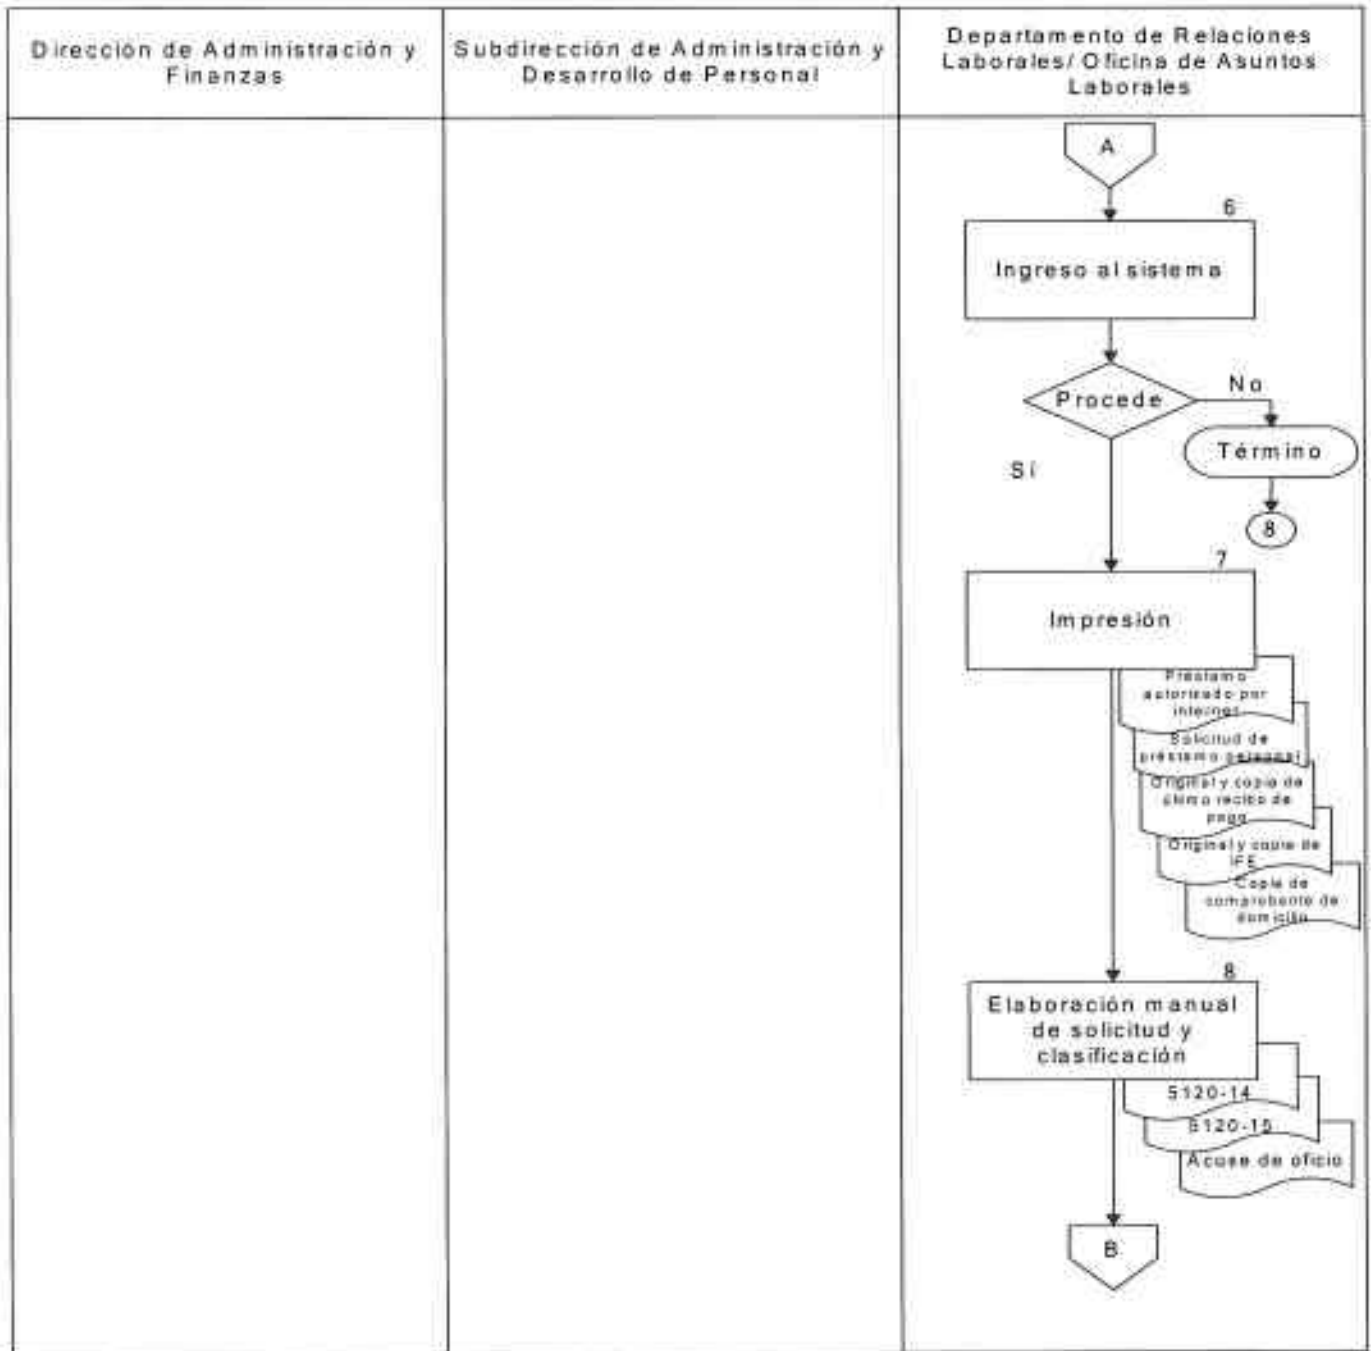 Dirección de Administración y
Finanzas
Subdirección de Administración y
Desarrollo de Personal
Departamento de Relaciones
Laborales/ Oficina de Asuntos
Laborales
A
6
Ingreso al sistema
Procede
No
Término
Sí
8
7
Impresión
Préstamo
autorizado por
internet
Solicitud de
préstamo personal
Original y copia de
último recibo de
pago
Original y copia de
IFE
Copia de
comprobante de
domicilio
8
Elaboración manual
de solicitud y
clasificación
5120-14
5120-15
Acuse de oficio
B